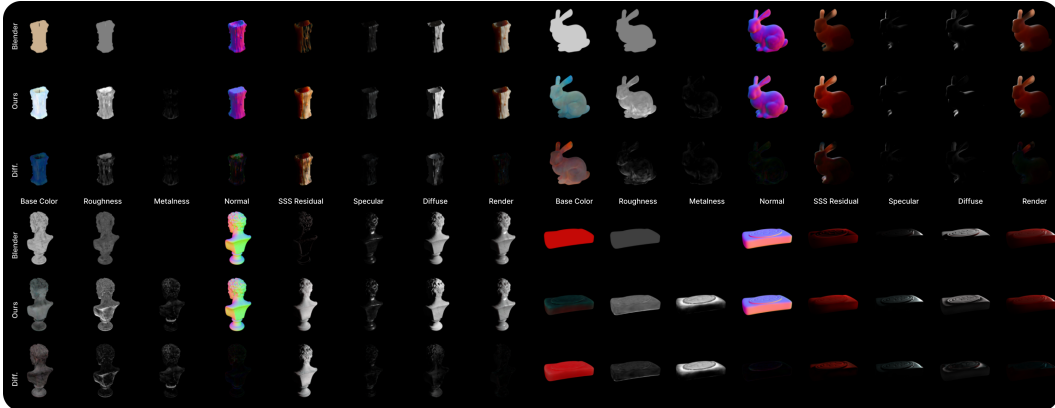 Blender
Ours
Diff.
Base Color Roughness Metalness Normal SSS Residual Specular Diffuse Render Base Color Roughness Metalness Normal SSS Residual Specular Diffuse Render
Blender
Ours
Diff.